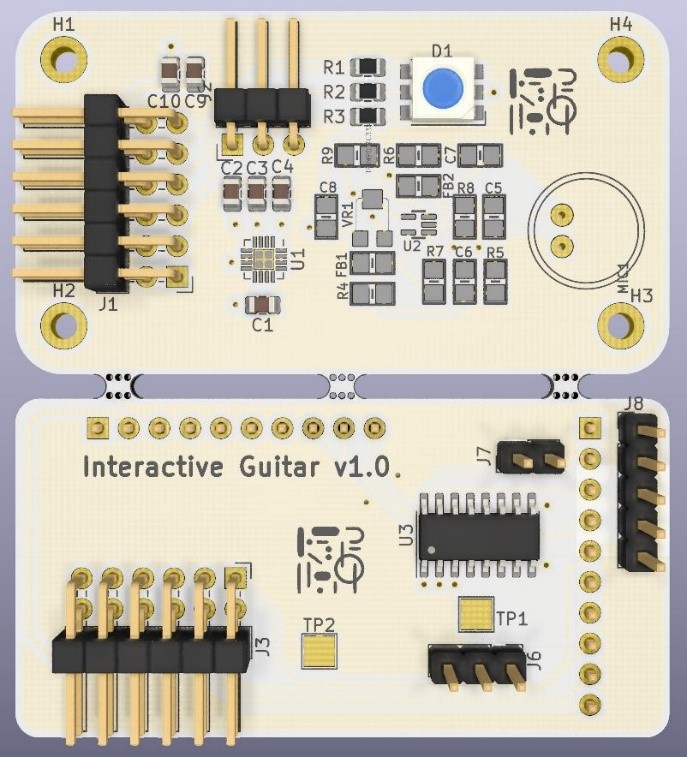 H1
H4
D1
R1
R2
R3
C10 C9
R9
R6
C7
C2 C3 C4
C8
FB2
R8
C5
VR1
U2
U1
FB1
R7
C6
R5
MIC1
H2
J1
R4
H3
C1
J8
J7
Interactive Guitar v1.0
U3
TP1
TP2
J3
J6